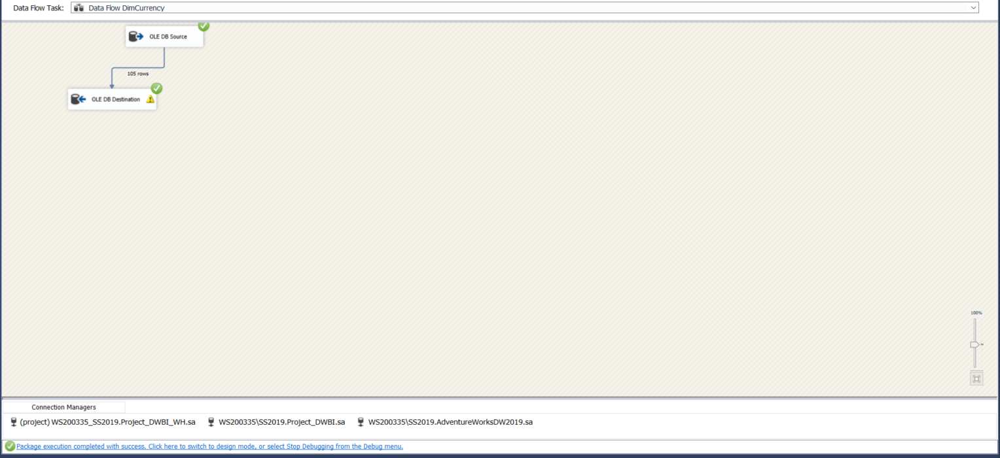 Data Flow Task: Data Flow DimCurrency
OLE DB Source
105 rows
OLE DB Destination
100%
Connection Managers
(project) WS200335_SS2019.Project_DWBI_WH.sa WS200335\SS2019.Project_DWBI.sa WS200335\SS2019.AdventureWorksDW2019.sa
Package execution completed with success. Click here to switch to design mode, or select Stop Debugging from the Debug menu.